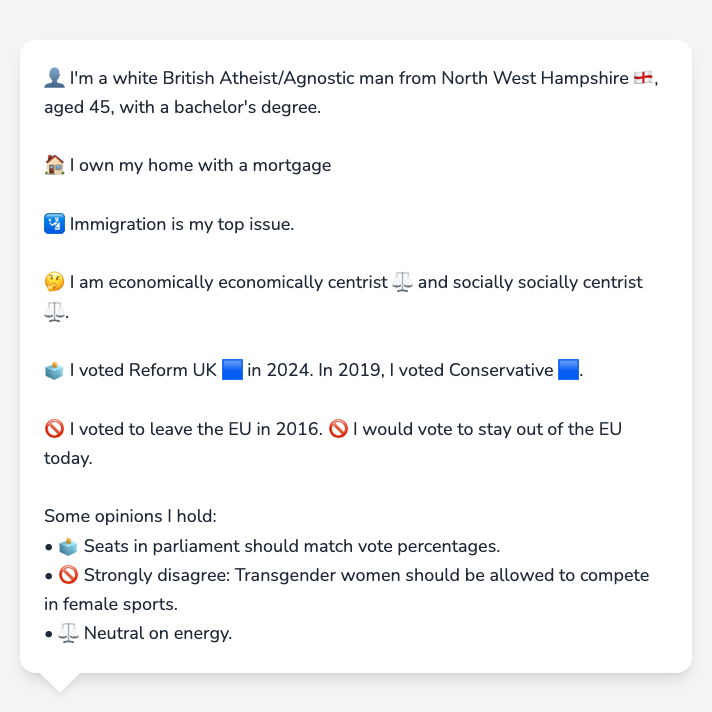 👤 I'm a white British Atheist/Agnostic man from North West Hampshire 🏴󠁧󠁢󠁥󠁮󠁧󠁿,
aged 45, with a bachelor's degree.
🏠 I own my home with a mortgage
🛂 Immigration is my top issue.
🤔 I am economically economically centrist ⚖️ and socially socially centrist
⚖️.
🗳️ I voted Reform UK 🟦 in 2024. In 2019, I voted Conservative 🟦.
🚫 I voted to leave the EU in 2016. 🚫 I would vote to stay out of the EU
today.
Some opinions I hold:
• 🗳️ Seats in parliament should match vote percentages.
• 🚫 Strongly disagree: Transgender women should be allowed to compete
in female sports.
• ⚖️ Neutral on energy.